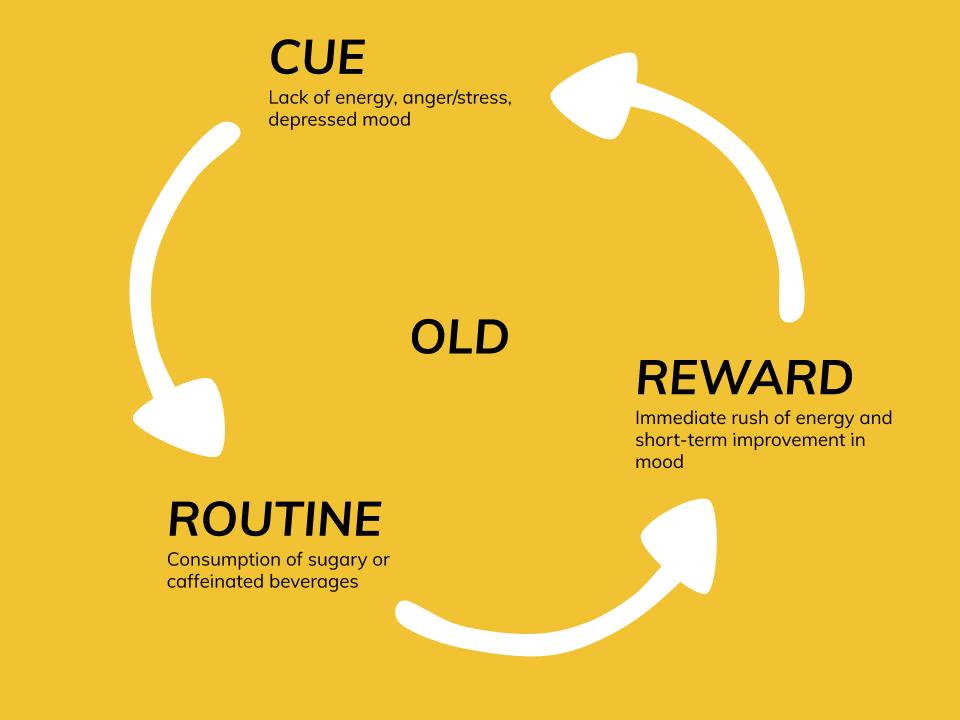 CUE
Lack of energy, anger/stress,
depressed mood
OLD
REWARD
Immediate rush of energy and
short-term improvement in
mood
ROUTINE
Consumption of sugary or
caffeinated beverages